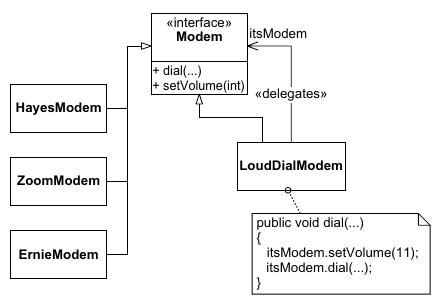 «interface»
Modem
+ dial(...)
+ setVolume(int)
itsModem
«delegates»
HayesModem
ZoomModem
ErnieModem
LoudDialModem
public void dial(...)
{
itsModem.setVolume(11);
itsModem.dial(...);
}